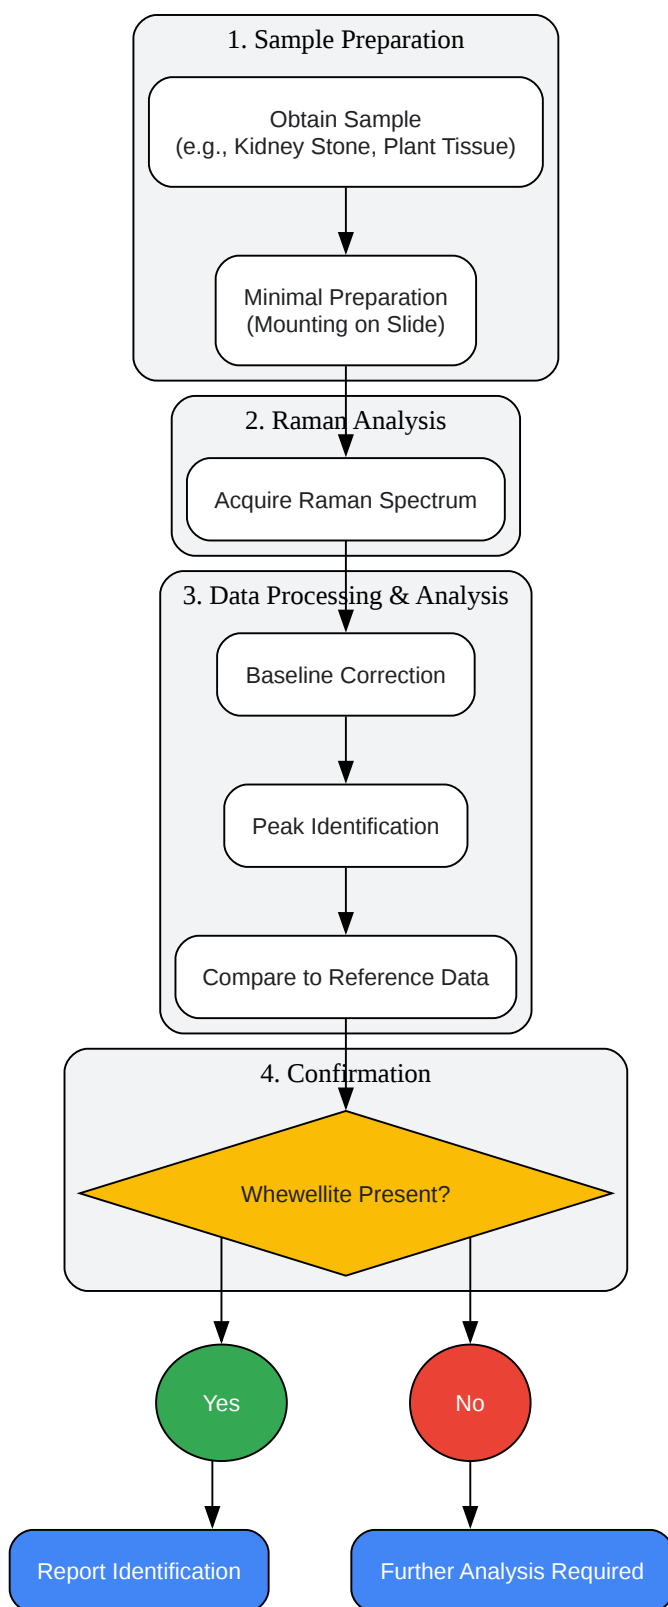 1. Sample Preparation
Obtain Sample
(e.g., Kidney Stone, Plant Tissue)
Minimal Preparation
(Mounting on Slide)
2. Raman Analysis
Acquire Raman Spectrum
3. Data Processing & Analysis
Baseline Correction
Peak Identification
Compare to Reference Data
4. Confirmation
Whewellite Present?
Yes
No
Report Identification
Further Analysis Required